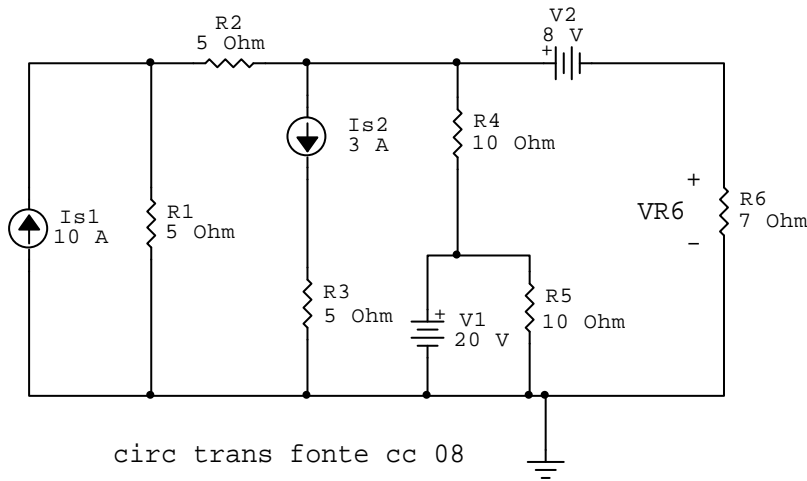 R2
5 Ohm
V2
8 V
+
Is2
3 A
R4
10 Ohm
+
VR6
-
R6
7 Ohm
Is1
10 A
R1
5 Ohm
R3
5 Ohm
+
V1
20 V
R5
10 Ohm
circ trans fonte cc 08